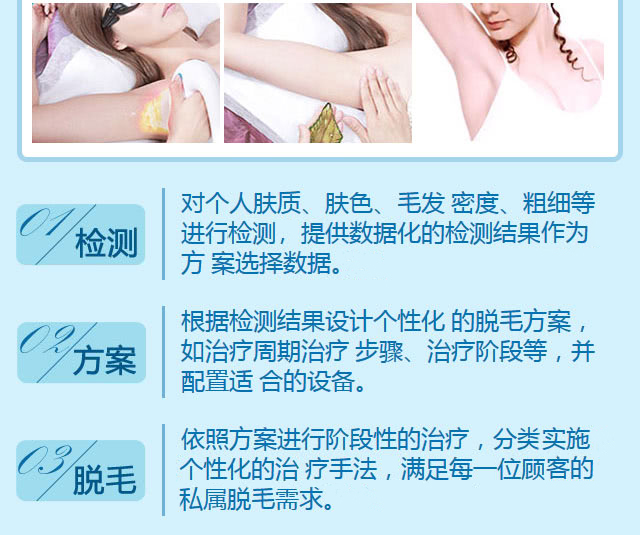 01 检测
对个人肤质、肤色、毛发 密度、粗细等
进行检测，提供数据化的检测结果作为
方 案选择数据。
02 方案
根据检测结果设计个性化 的脱毛方案，
如治疗周期治疗 步骤、治疗阶段等，并
配置适 合的设备。
03 脱毛
依照方案进行阶段性的治疗，分类实施
个性化的治 疗手法，满足每一位顾客的
私属脱毛需求。